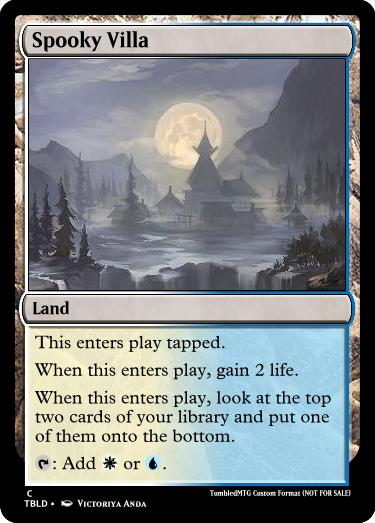 Spooky Villa
Land
This enters play tapped.
When this enters play, gain 2 life.
When this enters play, look at the top
two cards of your library and put one
of them onto the bottom.
: Add or .
C
TBLD • Victoriya Anda
TumbledMTG Custom Format (NOT FOR SALE)